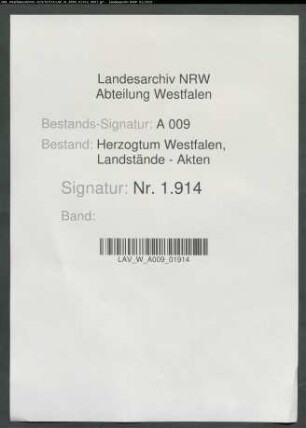 Landesarchiv NRW
Abteilung Westfalen
Bestands-Signatur: A 009
Bestand: Herzogtum Westfalen,
Landstände - Akten
Signatur: Nr. 1.914
Band:
LAV_W_A009_01914